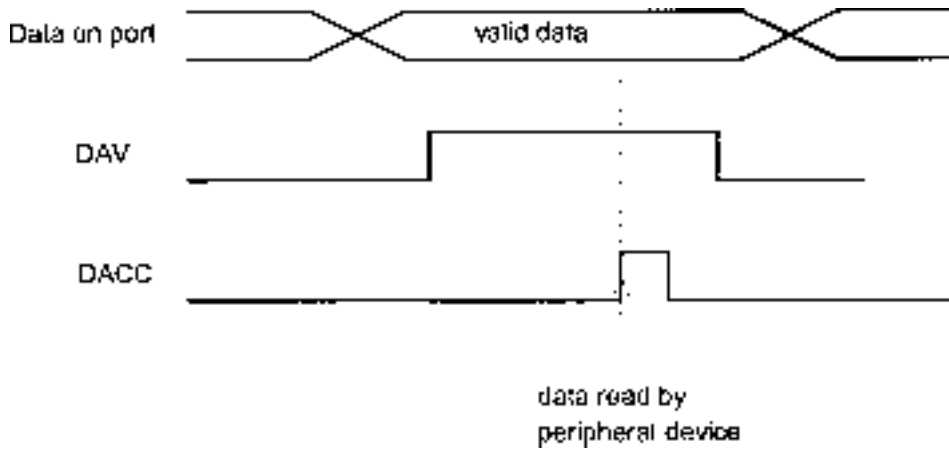 Data on port
valid data
DAV
DACC
data read by
peripheral device